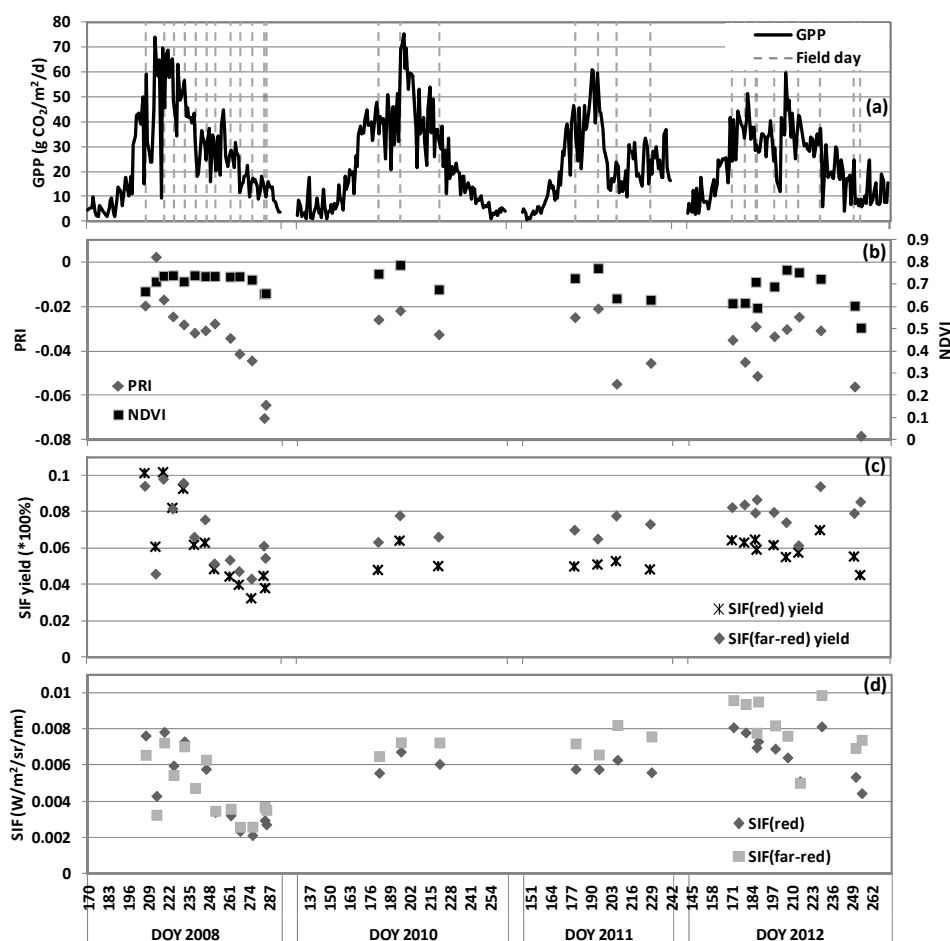 80
70
60
50
40
30
20
10
0
GPP (g CO₂/m²/d)
GPP
Field day
(a)
0
-0.02
-0.04
-0.06
-0.08
PRI
PRI
NDVI
(b)
0.9
0.8
0.7
0.6
0.5
0.4
0.3
0.2
0.1
0
NDVI
0.1
0.08
0.06
0.04
0.02
0
SIF yield (*100%)
(c)
SIF(red) yield
SIF(far-red) yield
0.01
0.008
0.006
0.004
0.002
0
SIF(W/m²/sr/nm)
(d)
SIF(red)
SIF(far-red)
170 183 196 209 222 235 248 261 274 287 137 150 163 176 189 202 215 228 241 254 151 164 177 190 203 216 229 242 145 158 171 184 197 210 223 236 249 262
DOY 2008 DOY 2010 DOY 2011 DOY 2012